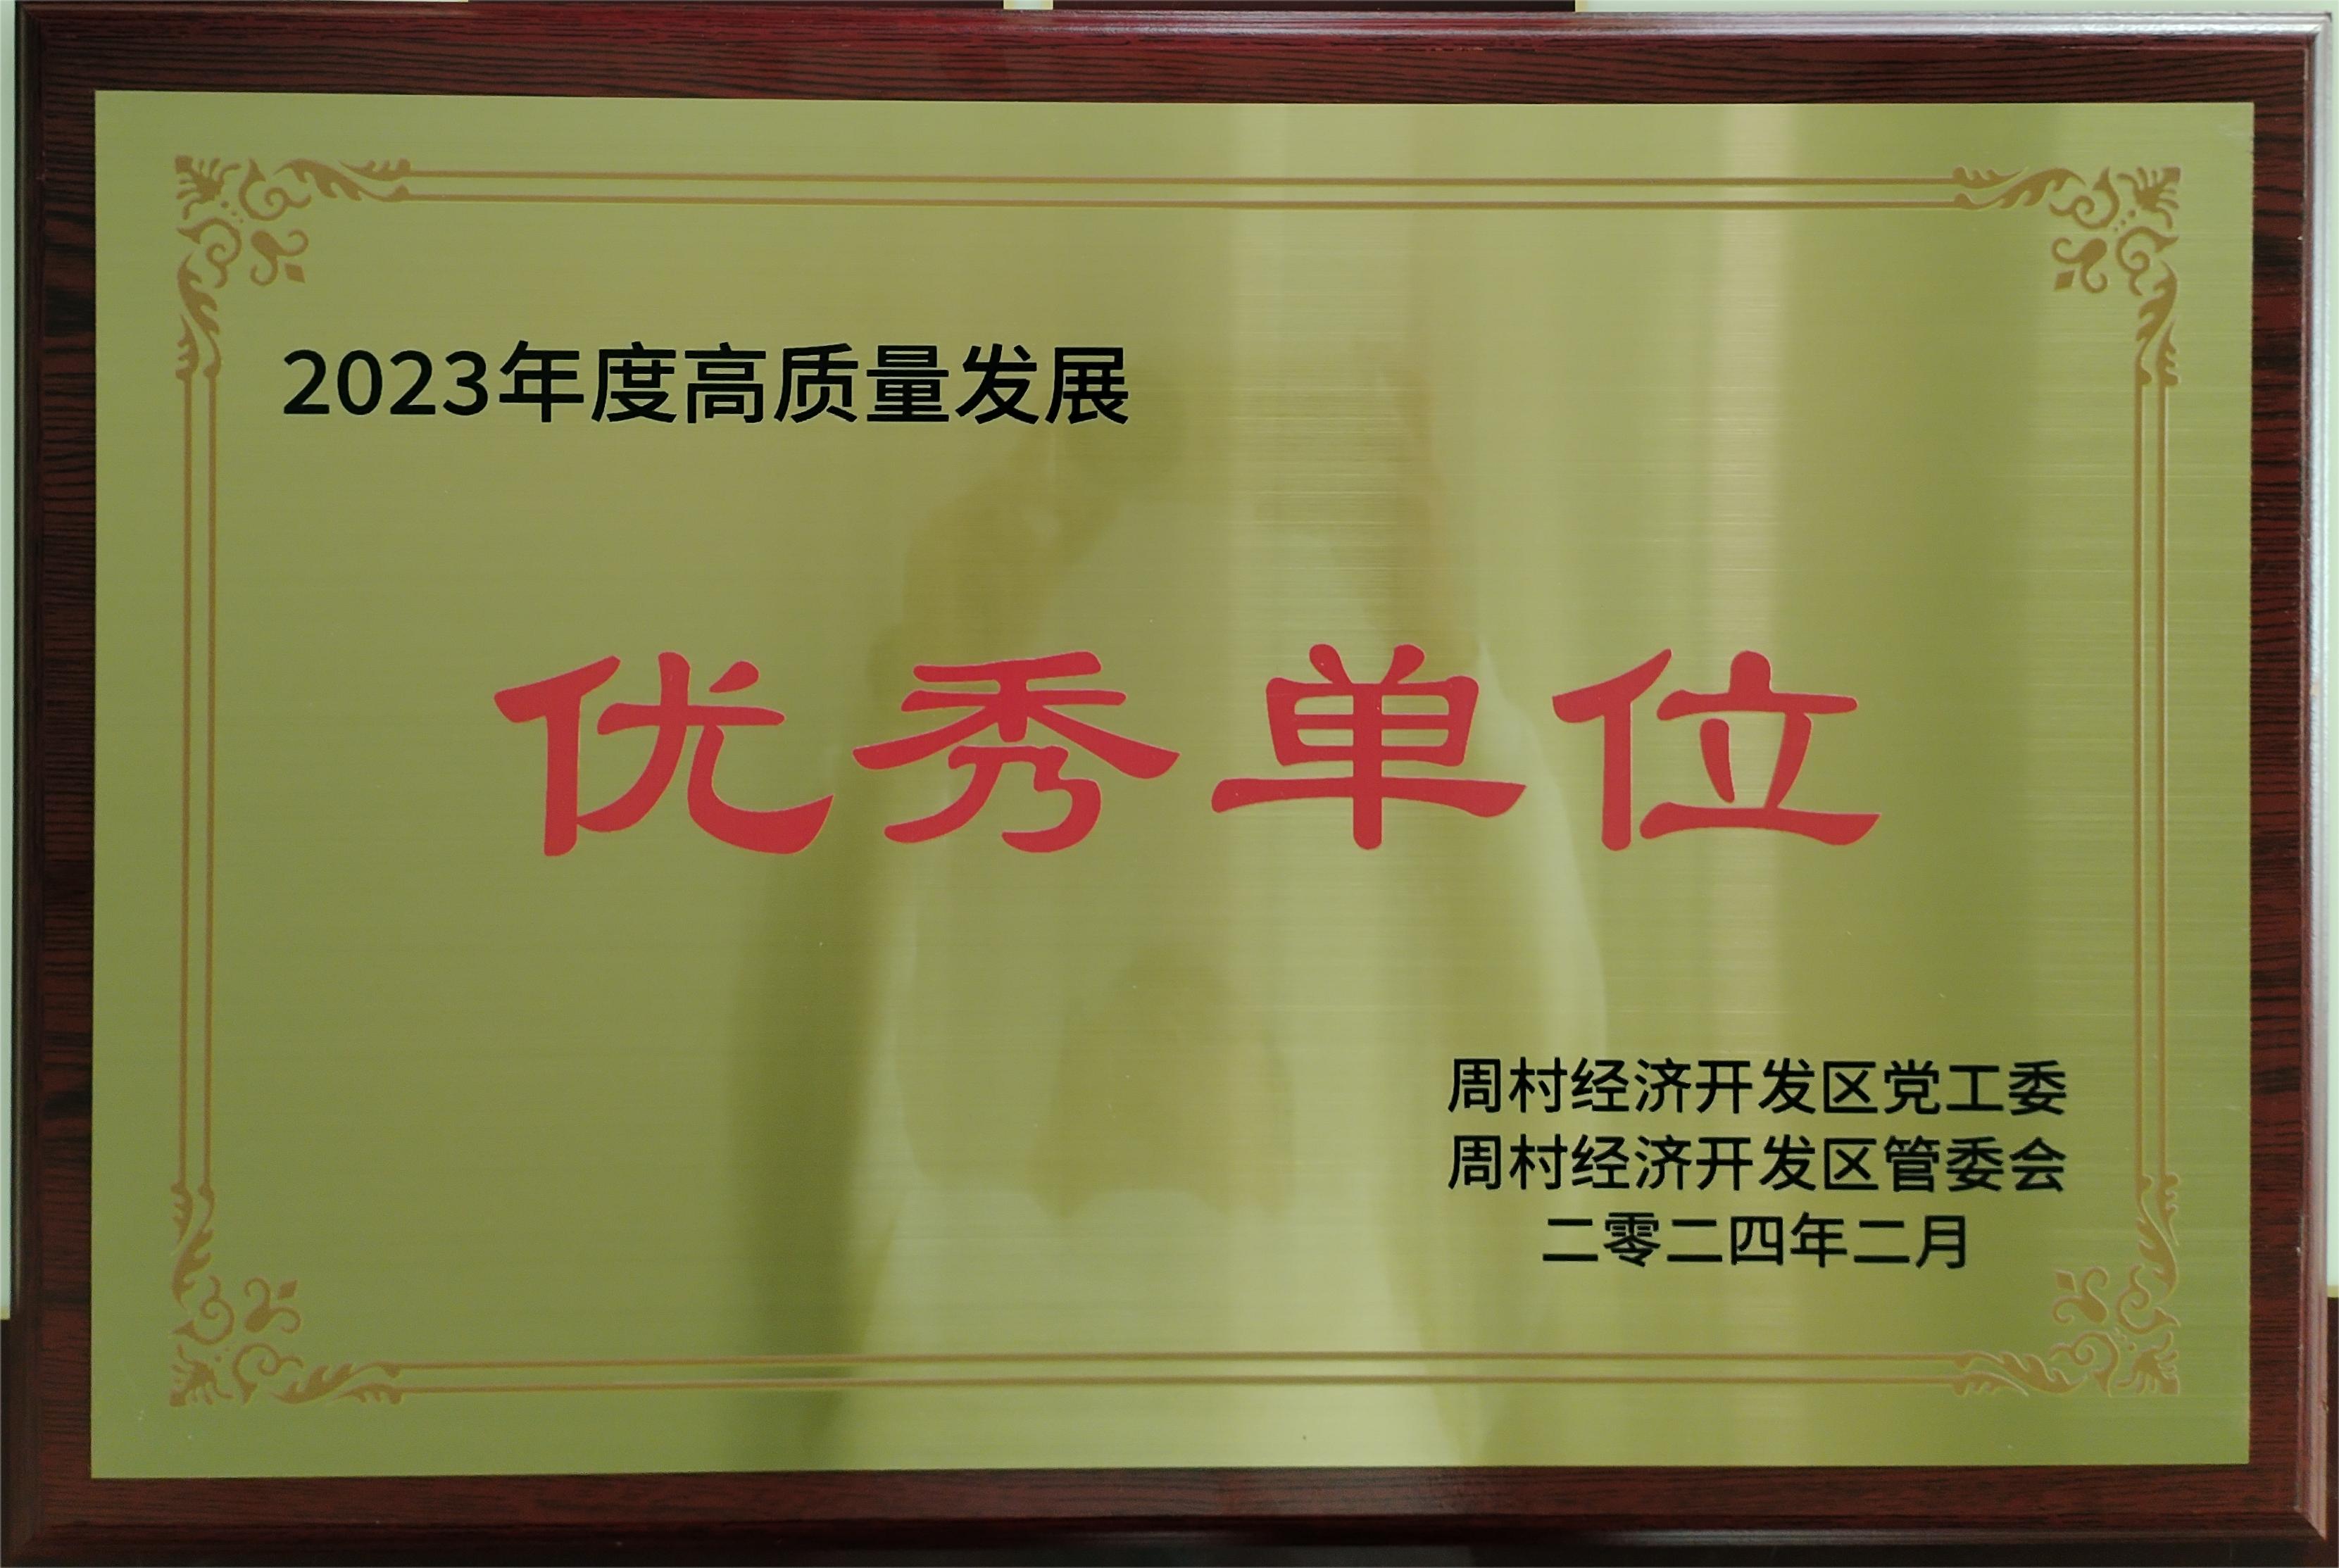 2023年度高质量发展
优秀单位
周村经济开发区党工委
周村经济开发区管委会
二零二四年二月